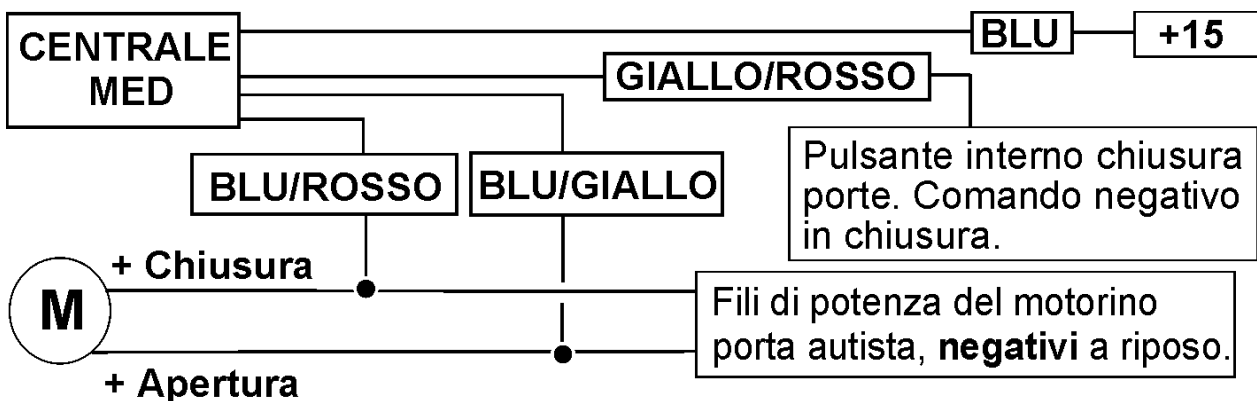 CENTRALE
MED
BLU
+15
GIALLO/ROSSO
BLU/ROSSO
BLU/GIALLO
Pulsante interno chiusura
porte. Comando negativo
in chiusura.
+ Chiusura
M
Fili di potenza del motorino
porta autista, negativi a riposo.
+ Apertura